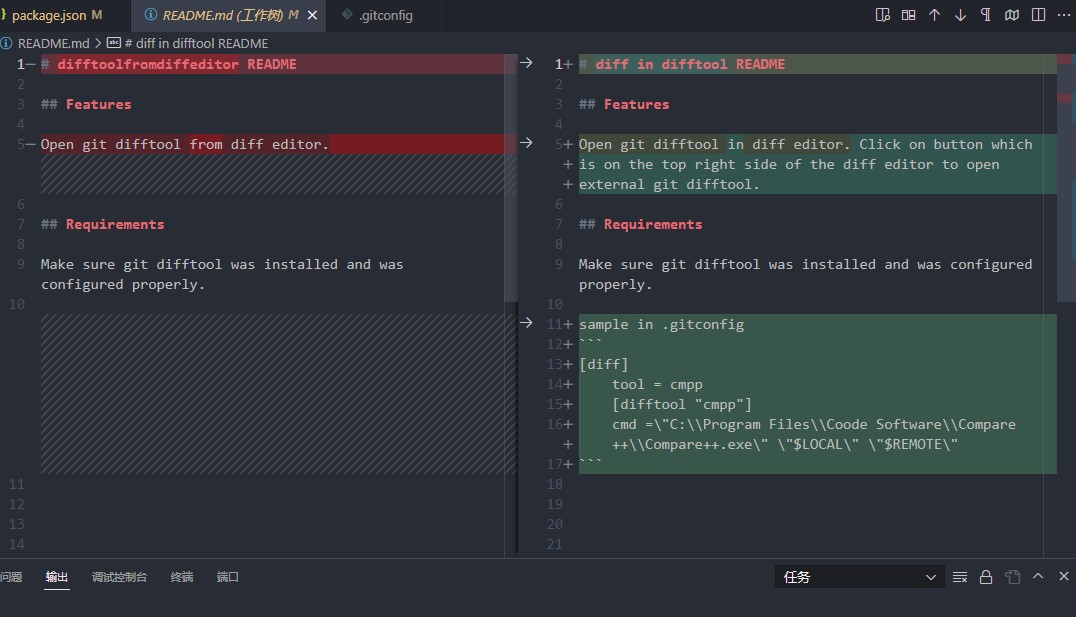 package.json M
README.md (工作树) M
.gitconfig
README.md > # diff in difftool README
1 # difftoolfromdiffeditor README
2
3 ## Features
4
5 Open git difftool from diff editor.
6
7 ## Requirements
8
9 Make sure git difftool was installed and was
configured properly.
10
11
12
13
14
1+ # diff in difftool README
2
3 ## Features
4
5+ Open git difftool in diff editor. Click on button which
+ is on the top right side of the diff editor to open
+ external git difftool.
6
7 ## Requirements
8
9 Make sure git difftool was installed and was configured
properly.
10
11+ sample in .gitconfig
12+ ```
13+ [diff]
14+ tool = cmpp
15+ [difftool "cmpp"]
16+ cmd =\"C:\\Program Files\\Coode Software\\Compare
+ ++\\Compare++.exe\" \"$LOCAL\" \"$REMOTE\"
17+ ```
18
19
20
21
问题 输出 调试控制台 终端 端口
任务